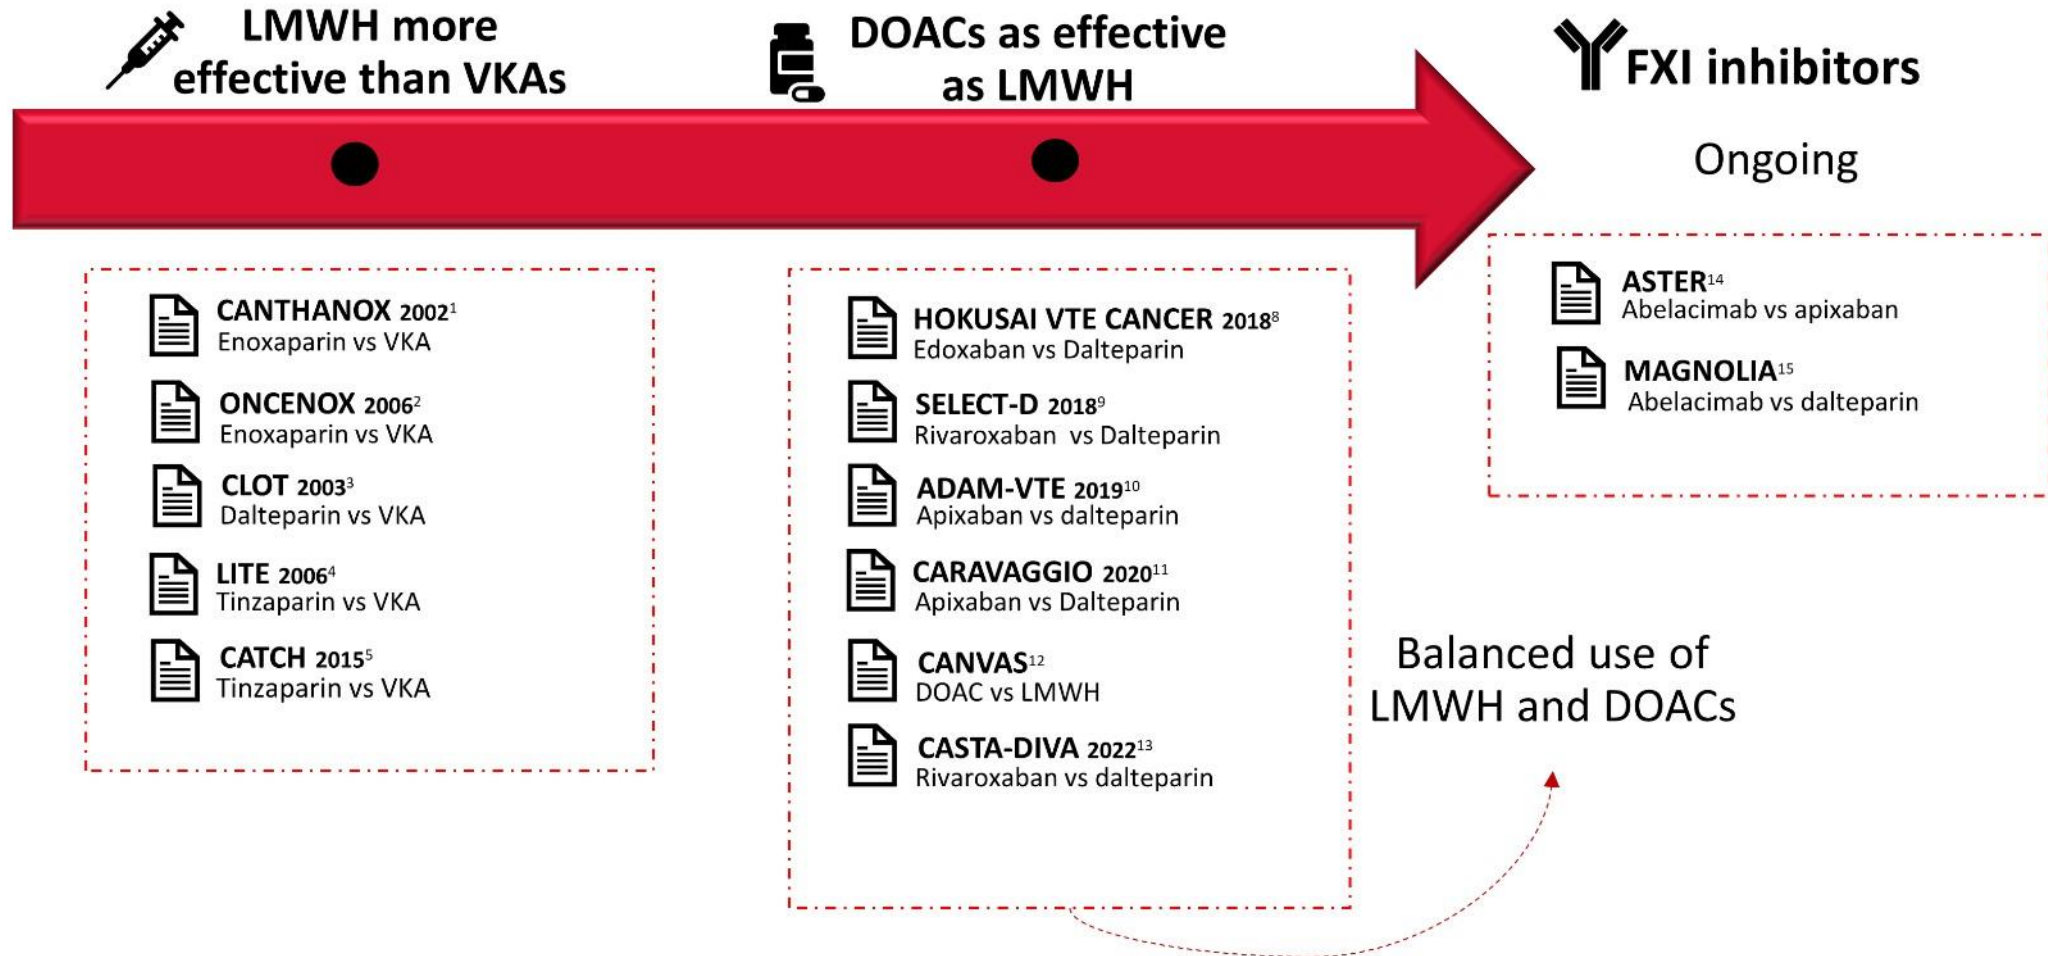 LMWH more
effective than VKAs
DOACs as effective
as LMWH
FXI inhibitors
Ongoing
CANTHANOX 2002¹
Enoxaparin vs VKA
ONCENOX 2006²
Enoxaparin vs VKA
CLOT 2003³
Dalteparin vs VKA
LITE 2006⁴
Tinzaparin vs VKA
CATCH 2015⁵
Tinzaparin vs VKA
HOKUSAI VTE CANCER 2018⁸
Edoxaban vs Dalteparin
SELECT-D 2018⁹
Rivaroxaban vs Dalteparin
ADAM-VTE 2019¹⁰
Apixaban vs dalteparin
CARAVAGGIO 2020¹¹
Apixaban vs Dalteparin
CANVAS¹²
DOAC vs LMWH
CASTA-DIVA 2022¹³
Rivaroxaban vs dalteparin
ASTER¹⁴
Abelacimab vs apixaban
MAGNOLIA¹⁵
Abelacimab vs dalteparin
Balanced use of
LMWH and DOACs